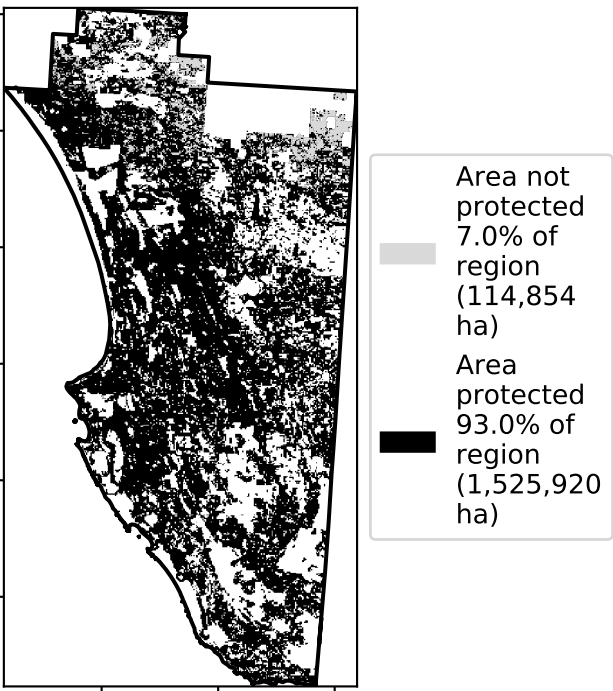 Area not
protected
7.0% of
region
(114,854
ha)
Area
protected
93.0% of
region
(1,525,920
ha)